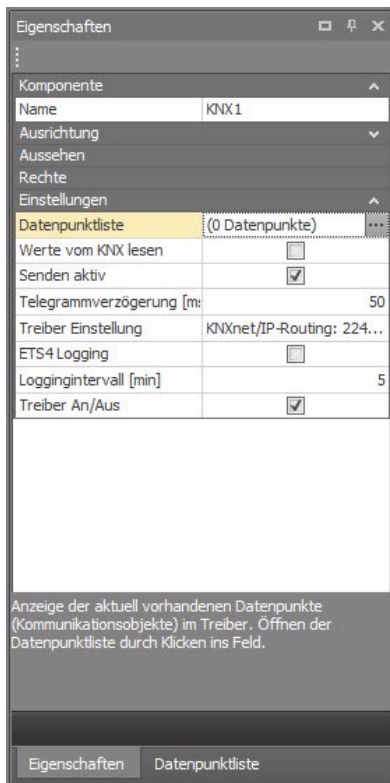 Eigenschaften
Komponente
Name KNX1
Ausrichtung
Aussehen
Rechte
Einstellungen
Datenpunktliste (0 Datenpunkte) ...
Werte vom KNX lesen
Senden aktiv
Telegrammverzögerung [m: 50
Treiber Einstellung KNXnet/IP-Routing: 224...
ETS4 Logging
Loggingintervall [min] 5
Treiber An/Aus
Anzeige der aktuell vorhandenen Datenpunkte
(Kommunikationsobjekte) im Treiber. Öffnen der
Datenpunktliste durch Klicken ins Feld.
Eigenschaften Datenpunktliste